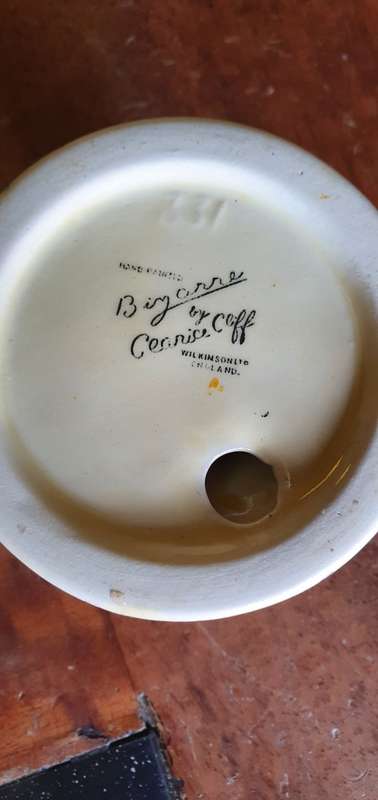 HAND PAINTED
Bizarre
by
Clarice Cliff
WILKINSON LTD
ENGLAND.